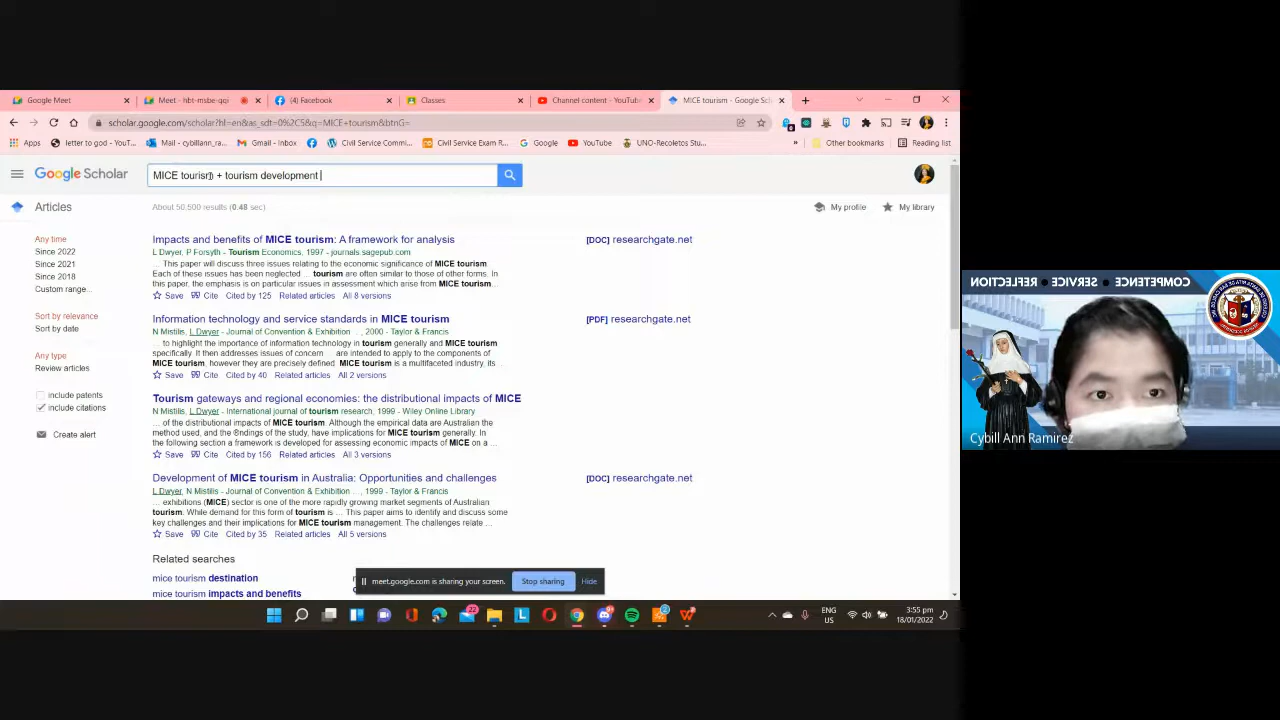 Google Meet
Meet - hbt-msbe-qqi
(4) Facebook
Classes
Channel content - YouTube
MICE tourism - Google Sch
scholar.google.com/scholar?hl=en&as_sdt=0%2C5&q=MICE+tourism&btnG=
Apps
letter to god - YouT...
Mail - cybillann_ra...
Gmail - Inbox
Civil Service Commi...
Civil Service Exam R...
Google
YouTube
UNO-Recoletos Stu...
»
Other bookmarks
Reading list
Google Scholar
MICE tourism + tourism development
Articles
About 50,500 results (0.48 sec)
My profile
My library
Any time
Since 2022
Since 2021
Since 2018
Custom range...
Sort by relevance
Sort by date
Any type
Review articles
include patents
include citations
Create alert
Impacts and benefits of MICE tourism: A framework for analysis
L Dwyer, P Forsyth - Tourism Economics, 1997 - journals.sagepub.com
... This paper will discuss three issues relating to the economic significance of MICE tourism
Each of these issues has been neglected ... tourism are often similar to those of other forms. In
this paper, the emphasis is on particular issues in assessment which arise from MICE tourism...
Save Cite Cited by 125 Related articles All 8 versions
[DOC] researchgate.net
Information technology and service standards in MICE tourism
N Mistilis, L Dwyer - Journal of Convention & Exhibition ..., 2000 - Taylor & Francis
... to highlight the importance of information technology in tourism generally and MICE tourism
specifically. It then addresses issues of concern ... are intended to apply to the components of
MICE tourism, however they are precisely defined. MICE tourism is a multifaceted industry, its ...
Save Cite Cited by 40 Related articles All 2 versions
[PDF] researchgate.net
Tourism gateways and regional economies: the distributional impacts of MICE
N Mistilis, L Dwyer - International journal of tourism research, 1999 - Wiley Online Library
... of the distributional impacts of MICE tourism. Although the empirical data are Australian the
method used, and the findings of the study, have implications for MICE tourism generally. In
the following section a framework is developed for assessing economic impacts of MICE on a ...
Save Cite Cited by 156 Related articles All 3 versions
Development of MICE tourism in Australia: Opportunities and challenges
L Dwyer, N Mistilis - Journal of Convention & Exhibition ..., 1999 - Taylor & Francis
... exhibitions (MICE) sector is one of the more rapidly growing market segments of Australian
tourism. While demand for this form of tourism is ... This paper aims to identify and discuss some
key challenges and their implications for MICE tourism management. The challenges relate ...
Save Cite Cited by 35 Related articles All 5 versions
[DOC] researchgate.net
Related searches
mice tourism destination
mice tourism impacts and benefits
meet.google.com is sharing your screen.
Stop sharing
Hide
22
ENG
US
3:55 pm
18/01/2022
COMPETENCE • SERVICE • REFLECTION
Cybill Ann Ramirez